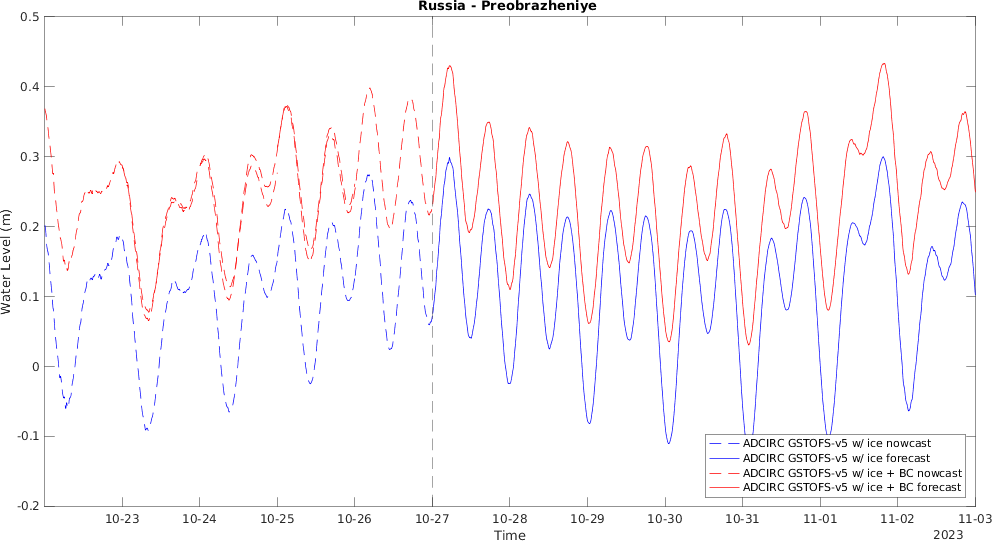 Russia - Preobrazheniye
Water Level (m)
0.5
0.4
0.3
0.2
0.1
0
-0.1
-0.2
ADCIRC GSTOFS-v5 w/ ice nowcast
ADCIRC GSTOFS-v5 w/ ice forecast
ADCIRC GSTOFS-v5 w/ ice + BC nowcast
ADCIRC GSTOFS-v5 w/ ice + BC forecast
10-23 10-24 10-25 10-26 10-27 10-28 10-29 10-30 10-31 11-01 11-02 11-03
Time
2023